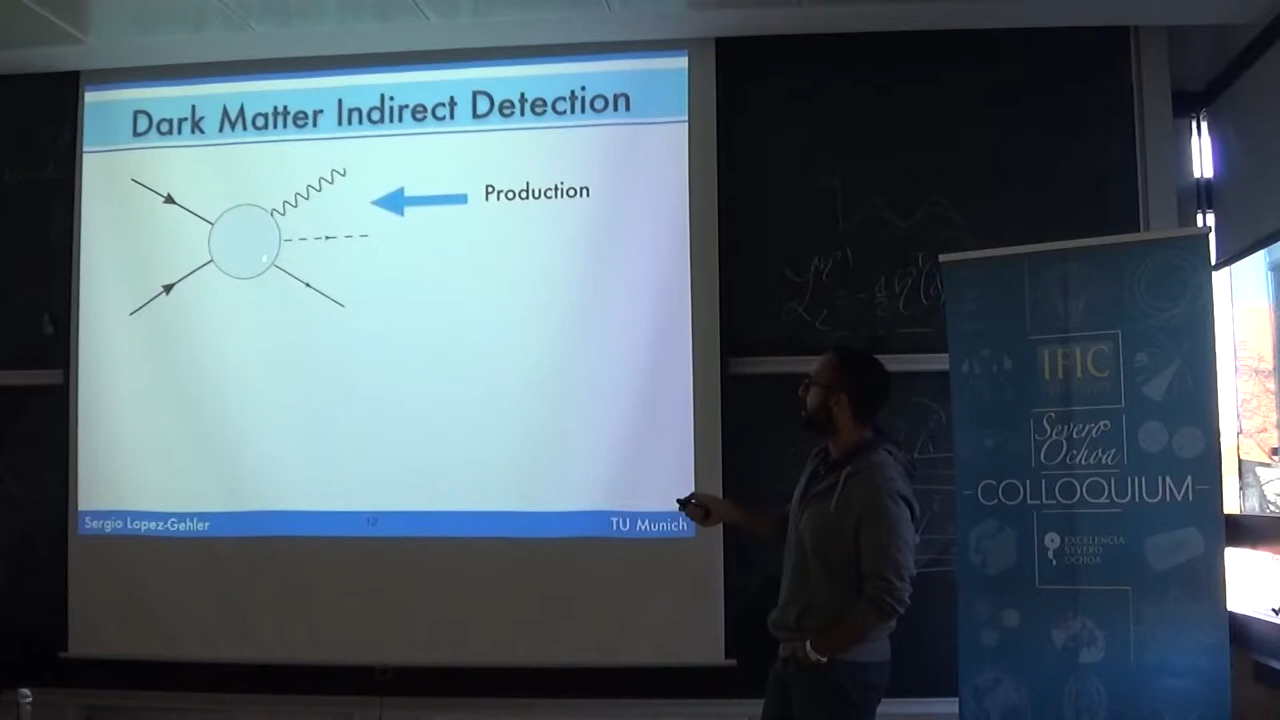 Dark Matter Indirect Detection
Production
Sergio Lopez-Gehler
12
TU Munich
IFIC
Severo
Ochoa
COLLOQUIUM
EXCELENCIA
SEVERO
OCHOA